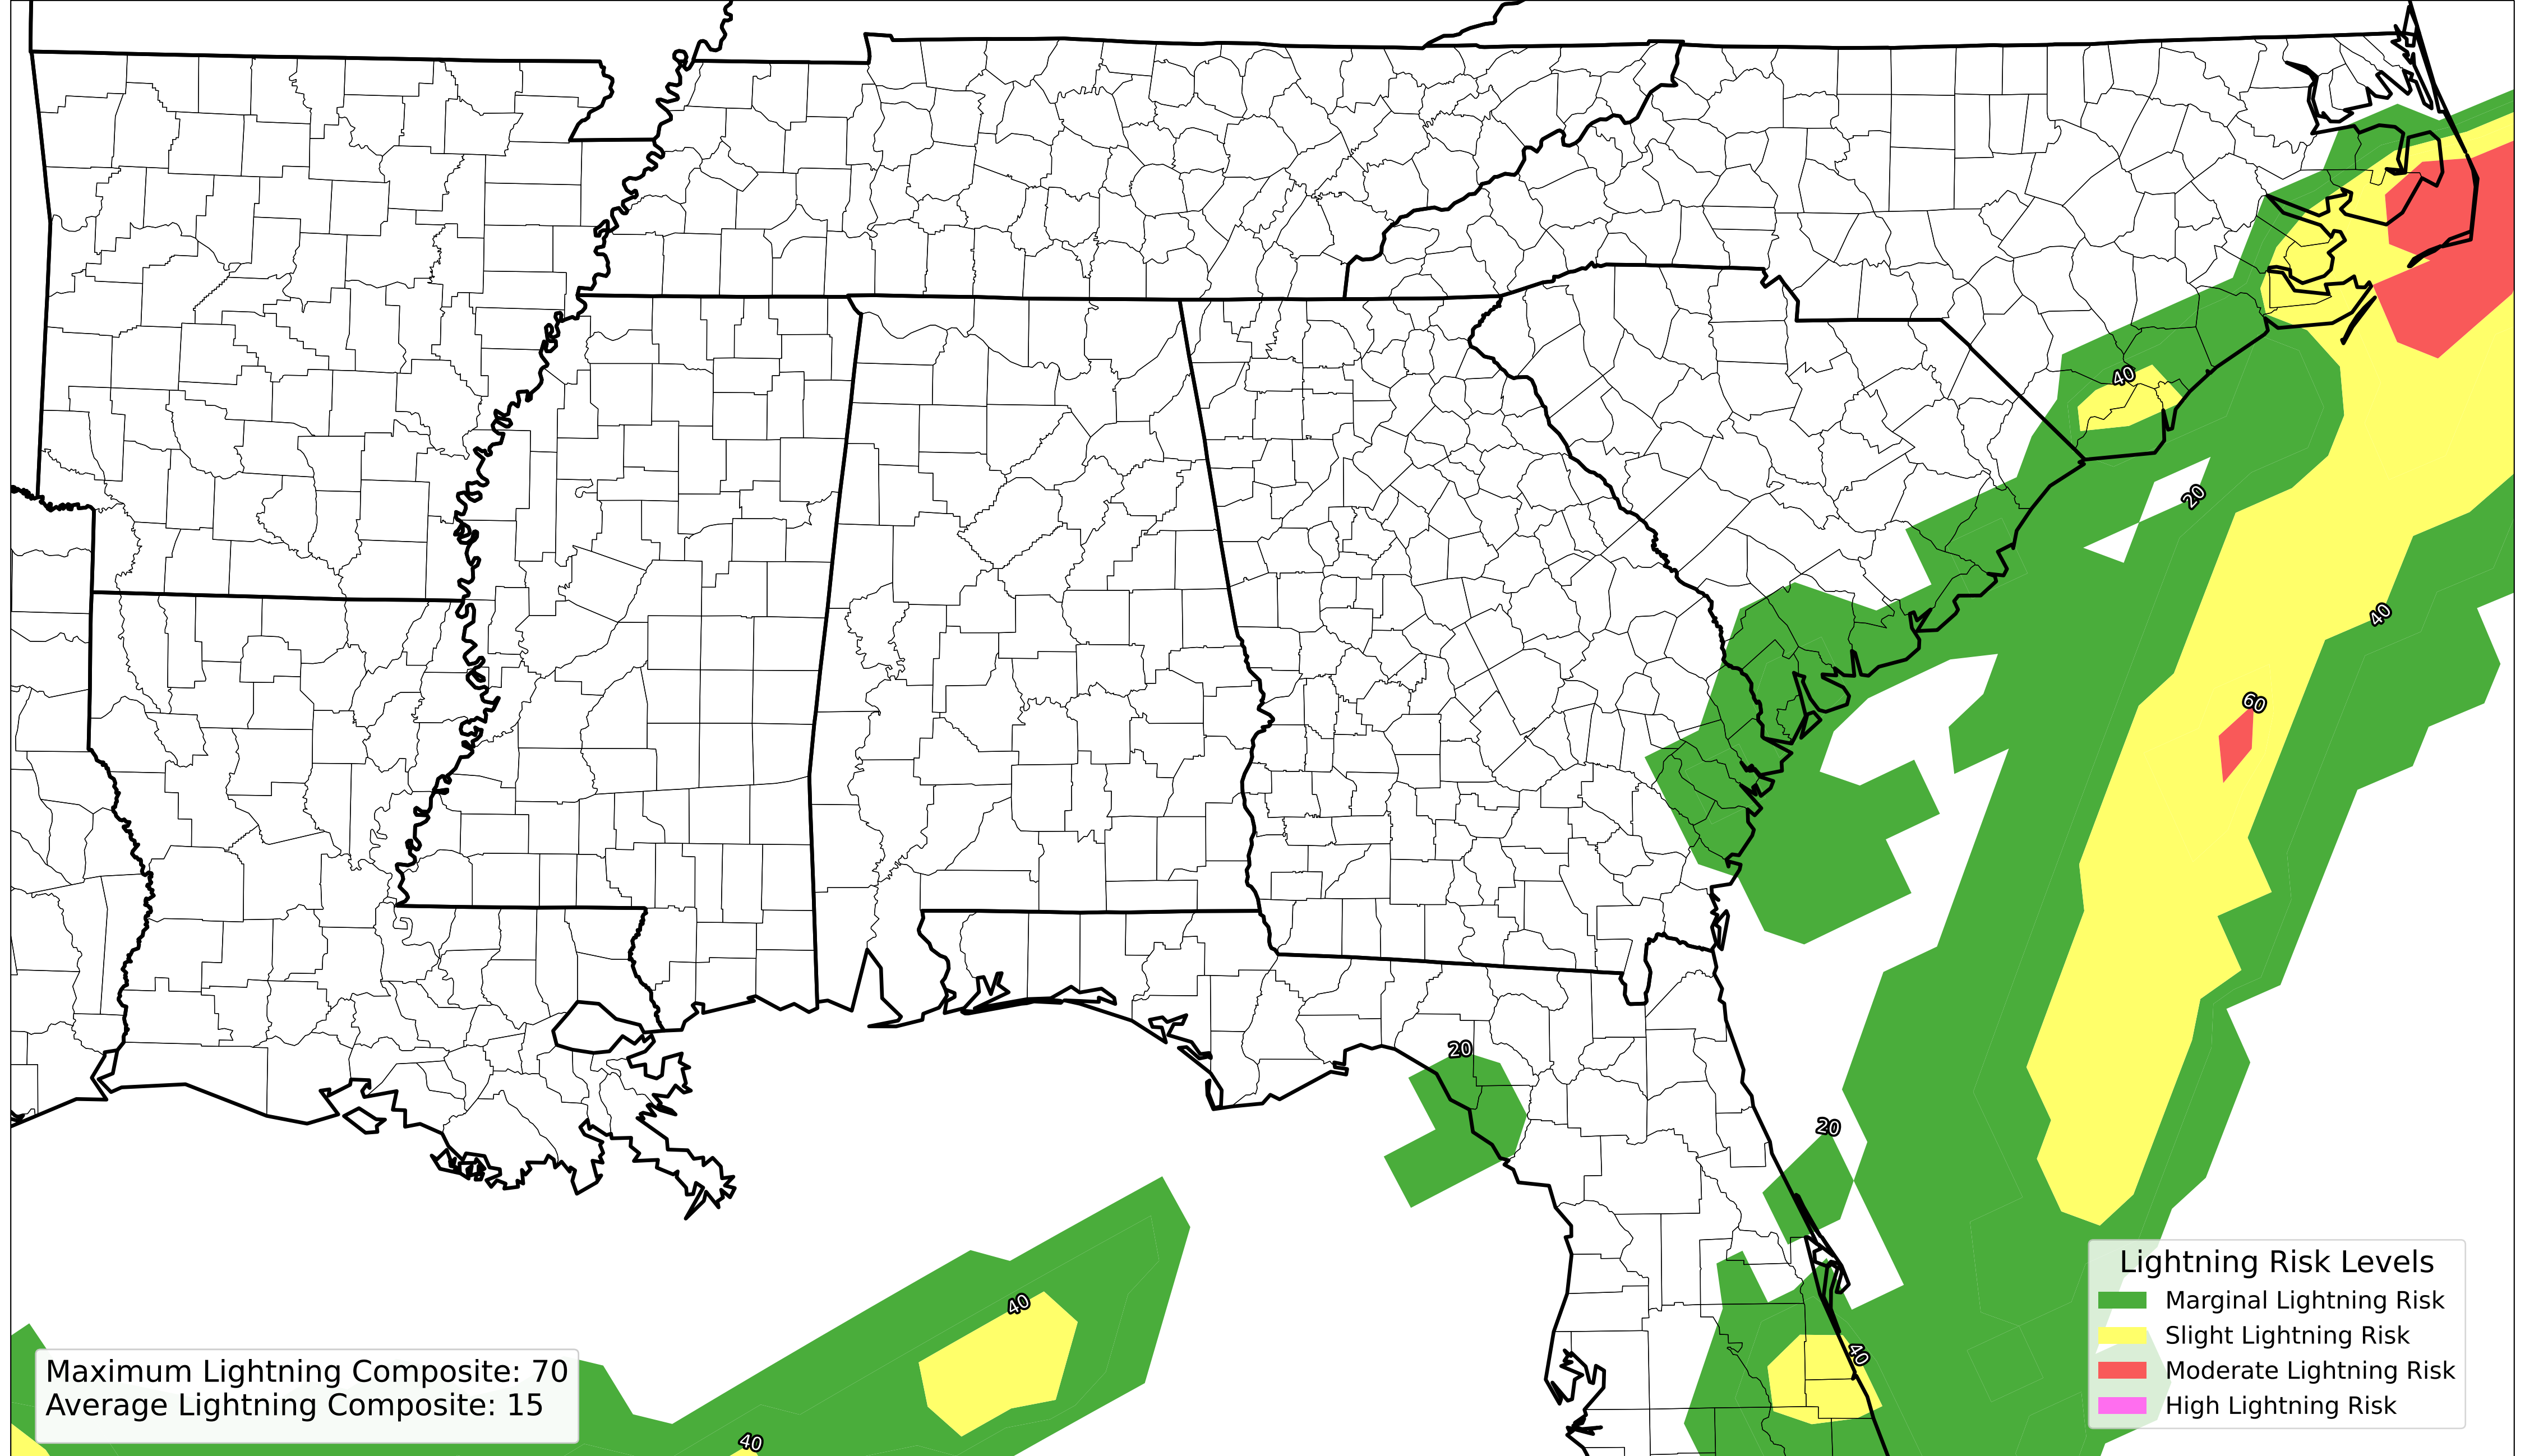 40
20
40
60
20
20
40
40
40
Maximum Lightning Composite: 70
Average Lightning Composite: 15
Lightning Risk Levels
Marginal Lightning Risk
Slight Lightning Risk
Moderate Lightning Risk
High Lightning Risk